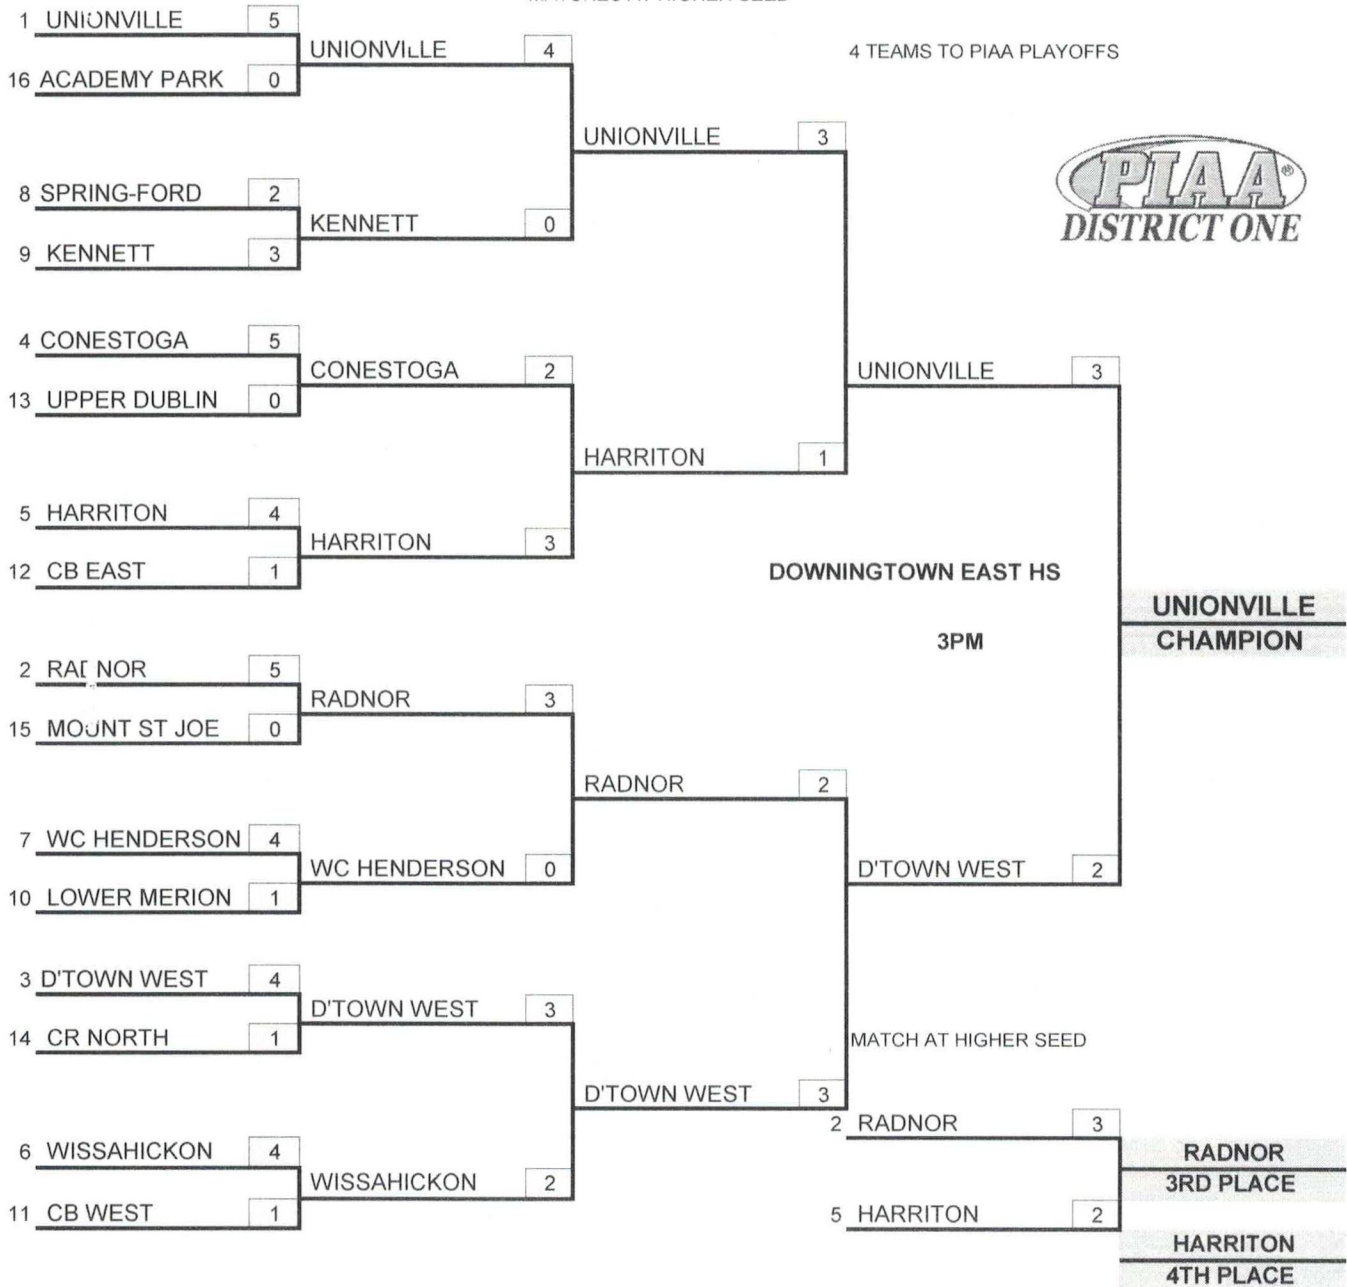 1 UNIONVILLE 5
UNIONVILLE 4
4 TEAMS TO PIAA PLAYOFFS
16 ACADEMY PARK 0
UNIONVILLE 3
PIAA®
DISTRICT ONE
8 SPRING-FORD 2
KENNETT 0
9 KENNETT 3
4 CONESTOGA 5
CONESTOGA 2
UNIONVILLE 3
13 UPPER DUBLIN 0
HARRITON 1
5 HARRITON 4
HARRITON 3
12 CB EAST 1
DOWNINGTOWN EAST HS
UNIONVILLE
CHAMPION
3PM
2 RADNOR 5
RADNOR 3
15 MOUNT ST JOE 0
RADNOR 2
7 WC HENDERSON 4
WC HENDERSON 0
D'TOWN WEST 2
10 LOWER MERION 1
3 D'TOWN WEST 4
D'TOWN WEST 3
14 CR NORTH 1
MATCH AT HIGHER SEED
D'TOWN WEST 3
2 RADNOR 3
6 WISSAHICKON 4
RADNOR
3RD PLACE
WISSAHICKON 2
11 CB WEST 1
5 HARRITON 2
HARRITON
4TH PLACE